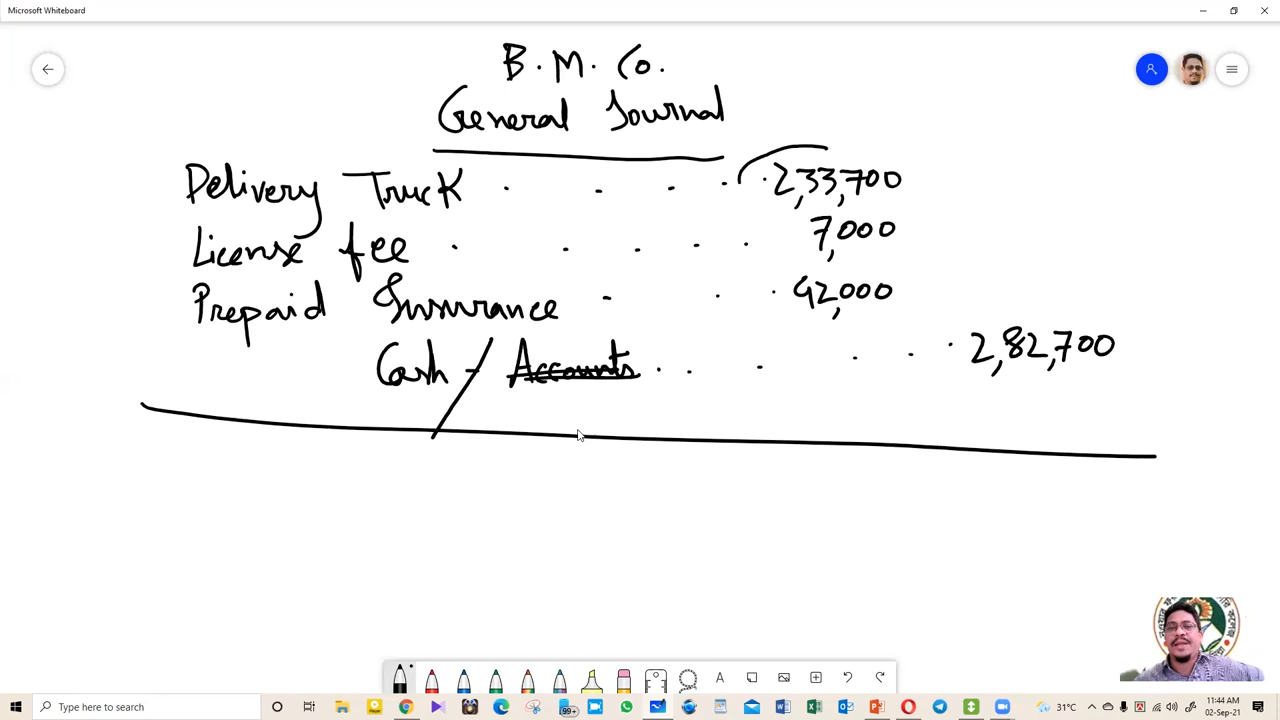 Microsoft Whiteboard
B. M. Co.
General Journal
Delivery Truck . . . . . 2,33,700
License fee . . . . . 7,000
Prepaid Insurance . . . 42,000
Cash - / Accounts . . . . . . 2,82,700
A
Type here to search
99+
31°C
11:44 AM
02-Sep-21